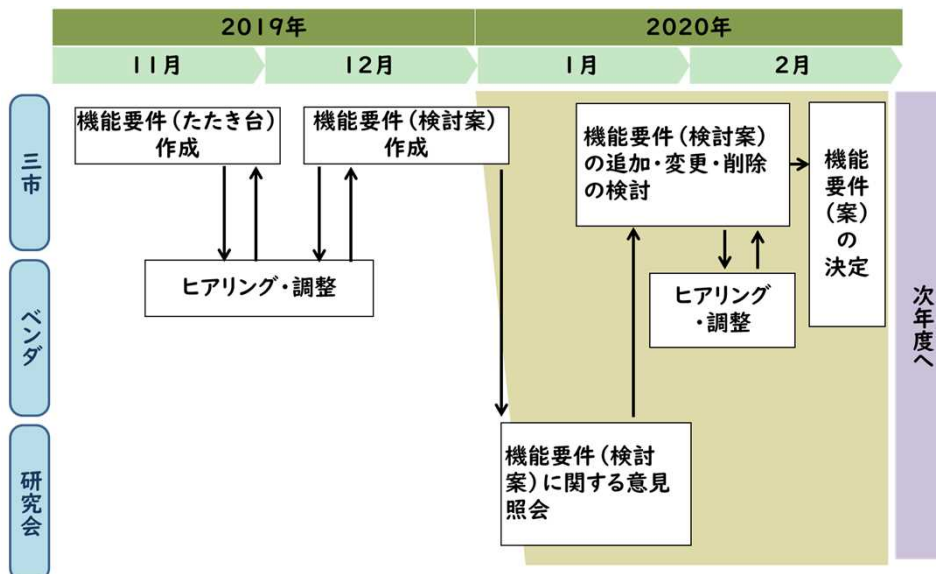 2019年
2020年
11月
12月
1月
2月
三市
機能要件(たたき台)
作成
機能要件(検討案)
作成
機能要件(検討案)
の追加・変更・削除
の検討
機能
要件
(案)
の
決定
ベンダ
ヒアリング・調整
ヒアリング
・調整
研究会
機能要件(検討
案)に関する意見
照会
次年度へ